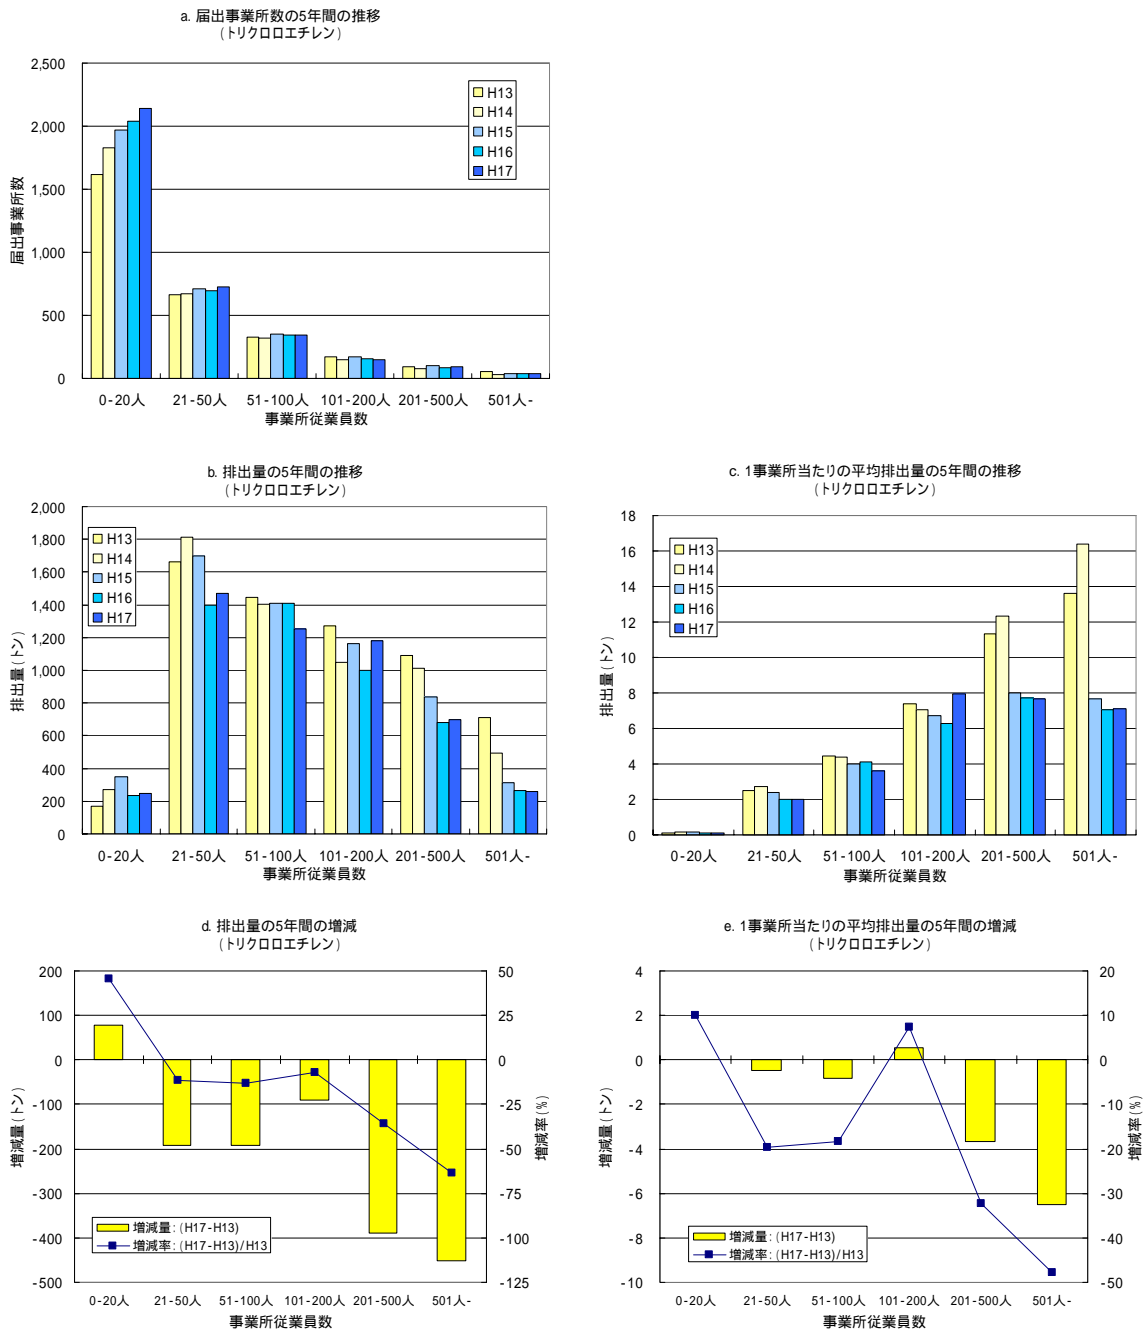 a. 届出事業所数の5年間の推移
(トリクロロエチレン)
2,500
2,000
1,500
1,000
500
0
届出事業所数
H13
H14
H15
H16
H17
0-20人 21-50人 51-100人 101-200人 201-500人 501人-
事業所従業員数
b. 排出量の5年間の推移
(トリクロロエチレン)
2,000
1,800
1,600
1,400
1,200
1,000
800
600
400
200
0
排出量(トン)
H13
H14
H15
H16
H17
0-20人 21-50人 51-100人 101-200人 201-500人 501人-
事業所従業員数
c. 1事業所当たりの平均排出量の5年間の推移
(トリクロロエチレン)
18
16
14
12
10
8
6
4
2
0
排出量(トン)
H13
H14
H15
H16
H17
0-20人 21-50人 51-100人 101-200人 201-500人 501人-
事業所従業員数
d. 排出量の5年間の増減
(トリクロロエチレン)
200
100
0
-100
-200
-300
-400
-500
増減量(トン)
50
25
0
-25
-50
-75
-100
-125
増減率(%)
増減量: (H17-H13)
増減率: (H17-H13)/H13
0-20人 21-50人 51-100人 101-200人 201-500人 501人-
事業所従業員数
e. 1事業所当たりの平均排出量の5年間の増減
(トリクロロエチレン)
4
2
0
-2
-4
-6
-8
-10
増減量(トン)
20
10
0
-10
-20
-30
-40
-50
増減率(%)
増減量: (H17-H13)
増減率: (H17-H13)/H13
0-20人 21-50人 51-100人 101-200人 201-500人 501人-
事業所従業員数